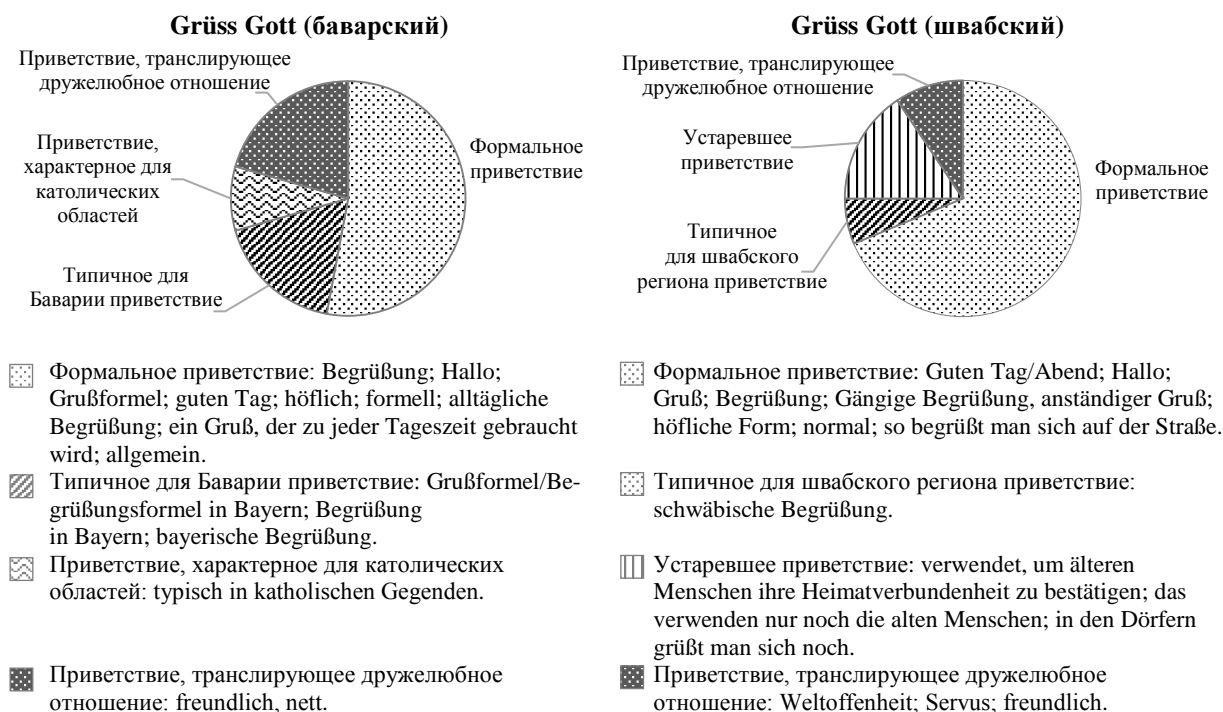 Grüss Gott (баварский)
Приветствие, транслирующее
дружелюбное отношение
Приветствие,
характерное для
католических
областей
Типичное для
Баварии приветствие
Формальное
приветствие
Формальное приветствие: Begrüßung; Hallo;
Grußformel; guten Tag; höflich; formell; alltägliche
Begrüßung; ein Gruß, der zu jeder Tageszeit gebraucht
wird; allgemein.
Типичное для Баварии приветствие: Grußformel/Be-
grüßungsformel in Bayern; Begrüßung
in Bayern; bayerische Begrüßung.
Приветствие, характерное для католических
областей: typisch in katholischen Gegenden.
Приветствие, транслирующее дружелюбное
отношение: freundlich, nett.
Grüss Gott (швабский)
Приветствие, транслирующее
дружелюбное отношение
Устаревшее
приветствие
Типичное
для швабского
региона приветствие
Формальное
приветствие
Формальное приветствие: Guten Tag/Abend; Hallo;
Gruß; Begrüßung; Gängige Begrüßung, anständiger Gruß;
höfliche Form; normal; so begrüßt man sich auf der Straße.
Типичное для швабского региона приветствие:
schwäbische Begrüßung.
Устаревшее приветствие: verwendet, um älteren
Menschen ihre Heimatverbundenheit zu bestätigen; das
verwenden nur noch die alten Menschen; in den Dörfern
grüßt man sich noch.
Приветствие, транслирующее дружелюбное
отношение: Weltoffenheit; Servus; freundlich.